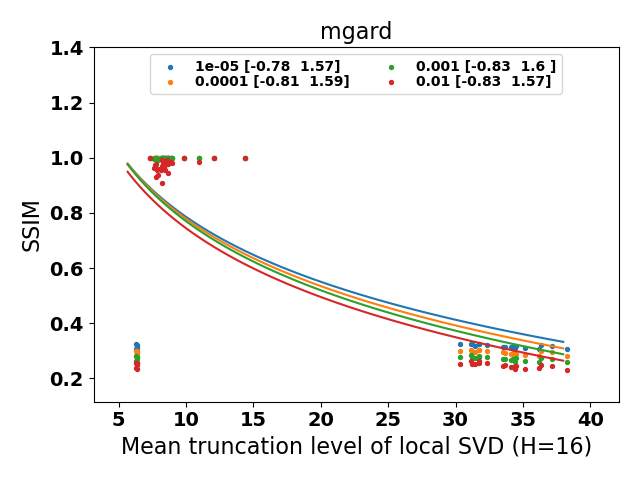 mgard
1e-05 [-0.78  1.57]
0.0001 [-0.81  1.59]
0.001 [-0.83  1.6 ]
0.01 [-0.83  1.57]
1.4
1.2
1.0
0.8
0.6
0.4
0.2
SSIM
5 10 15 20 25 30 35 40
Mean truncation level of local SVD (H=16)